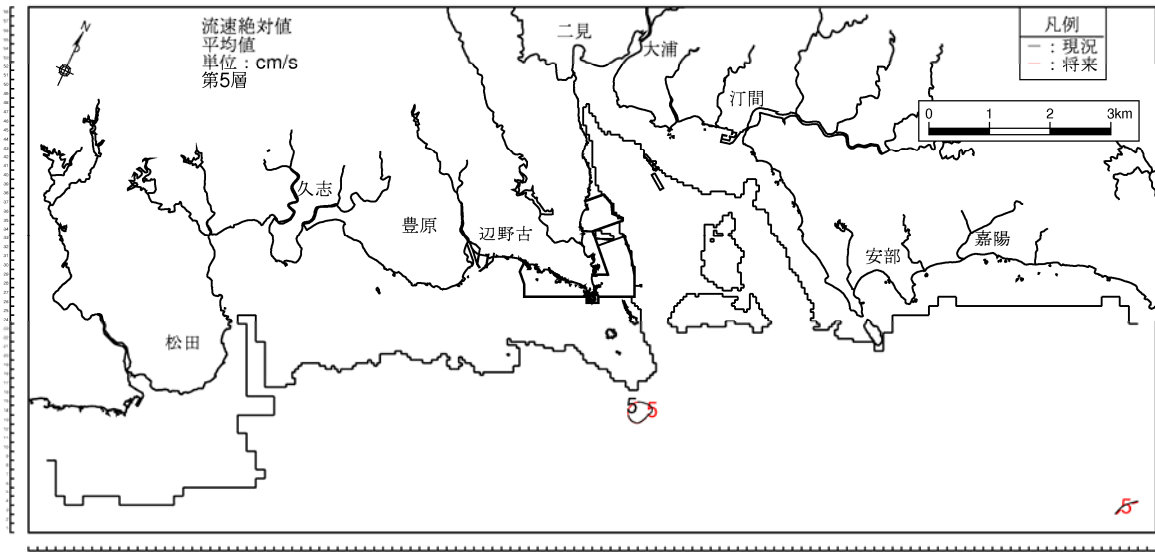 流速絶対値
平均値
単位：cm/s
第5層
N
凡例
－：現況
－：将来
0 1 2 3km
二見
大浦
汀間
久志
豊原
辺野古
安部
嘉陽
松田
5 5
5